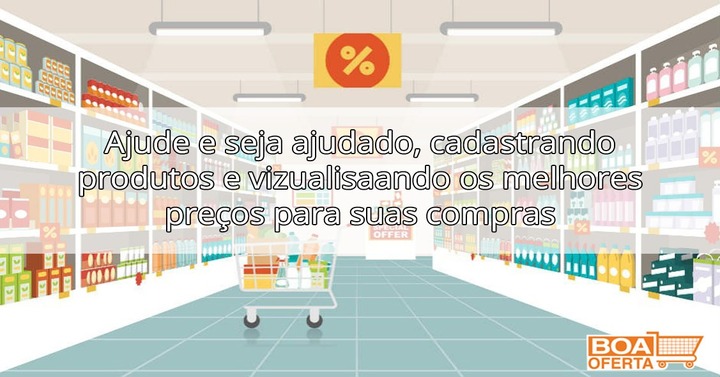 %
Ajude e seja ajudado, cadastrando
produtos e vizualisaando os melhores
preços para suas compras
OFFER
BOA
OFERTA